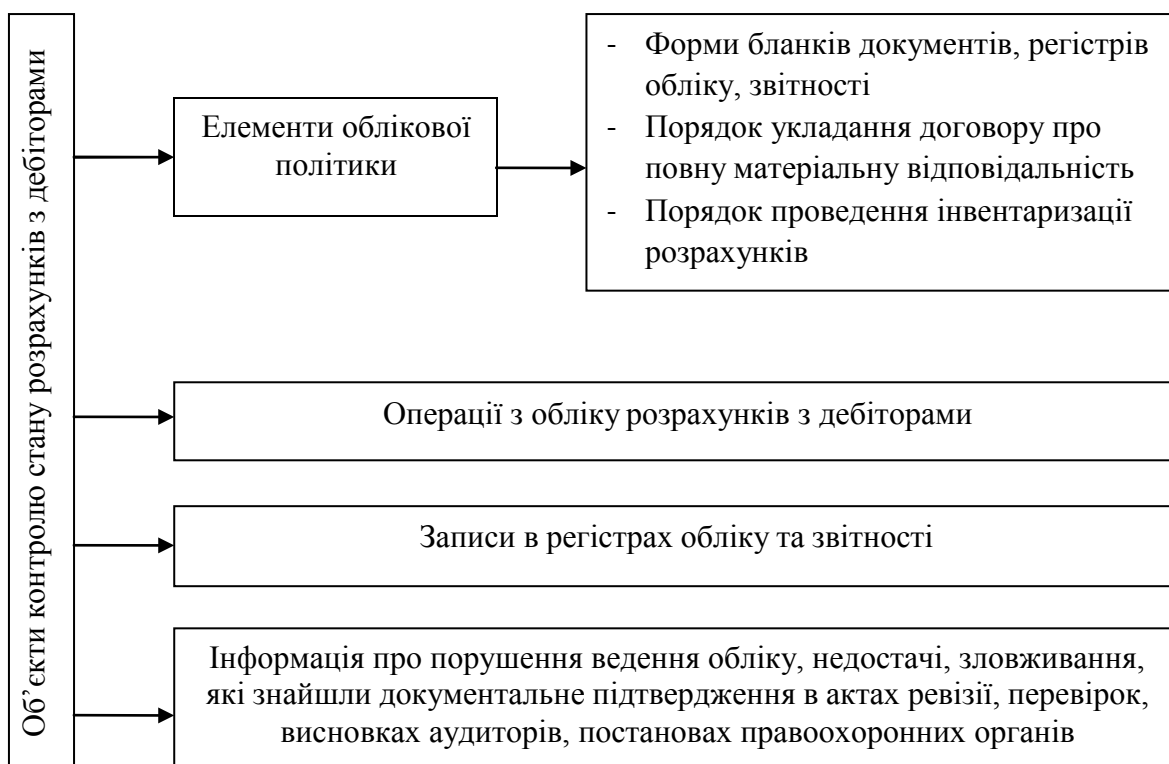 Об’єкти контролю стану розрахунків з дебіторами
Елементи облікової
політики
- Форми бланків документів, регістрів
обліку, звітності
- Порядок укладання договору про
повну матеріальну відповідальність
- Порядок проведення інвентаризації
розрахунків
Операції з обліку розрахунків з дебіторами
Записи в регістрах обліку та звітності
Інформація про порушення ведення обліку, недостачі, зловживання,
які знайшли документальне підтвердження в актах ревізії, перевірок,
висновках аудиторів, постановах правоохоронних органів